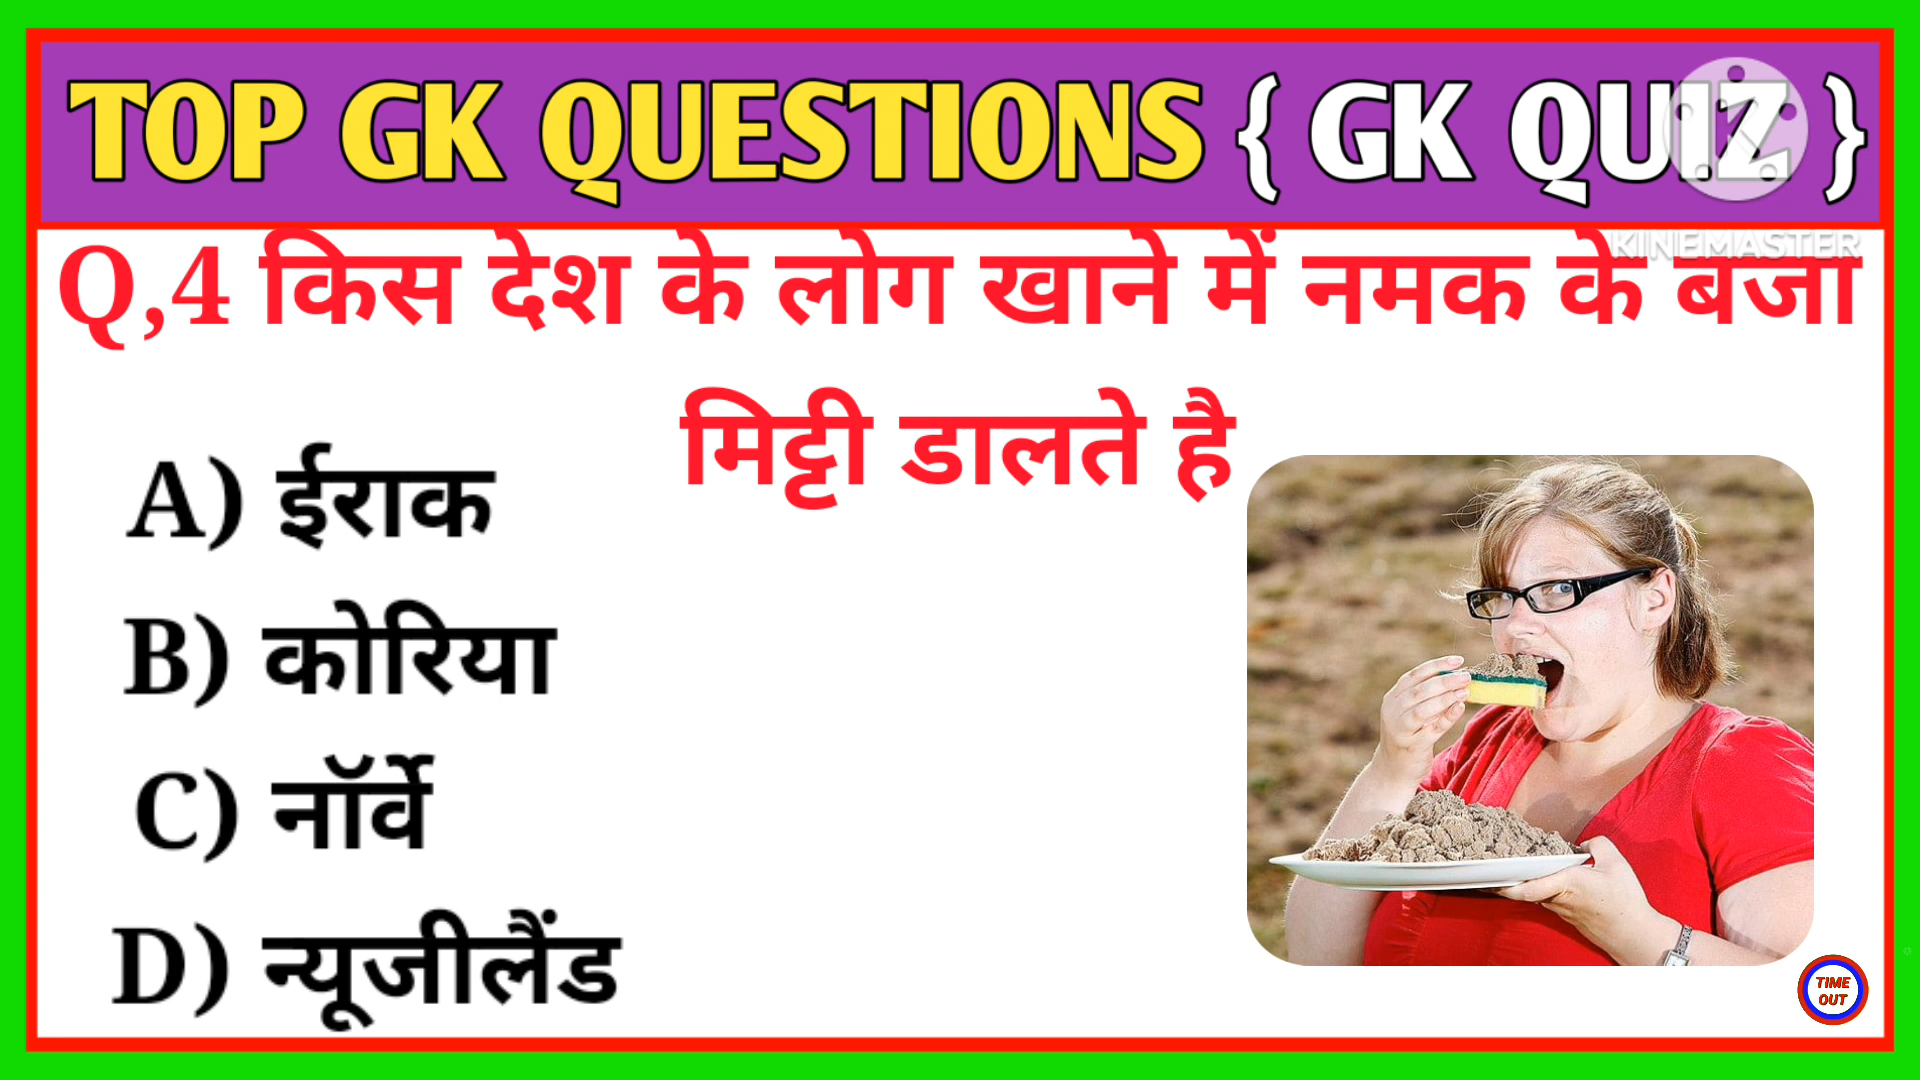 TOP GK QUESTIONS { GK QUIZ }
KINEMASTER
Q,4 किस देश के लोग खाने में नमक के बजा
मिट्टी डालते है
A) ईराक
B) कोरिया
C) नॉर्वे
D) न्यूजीलैंड
TIME
OUT